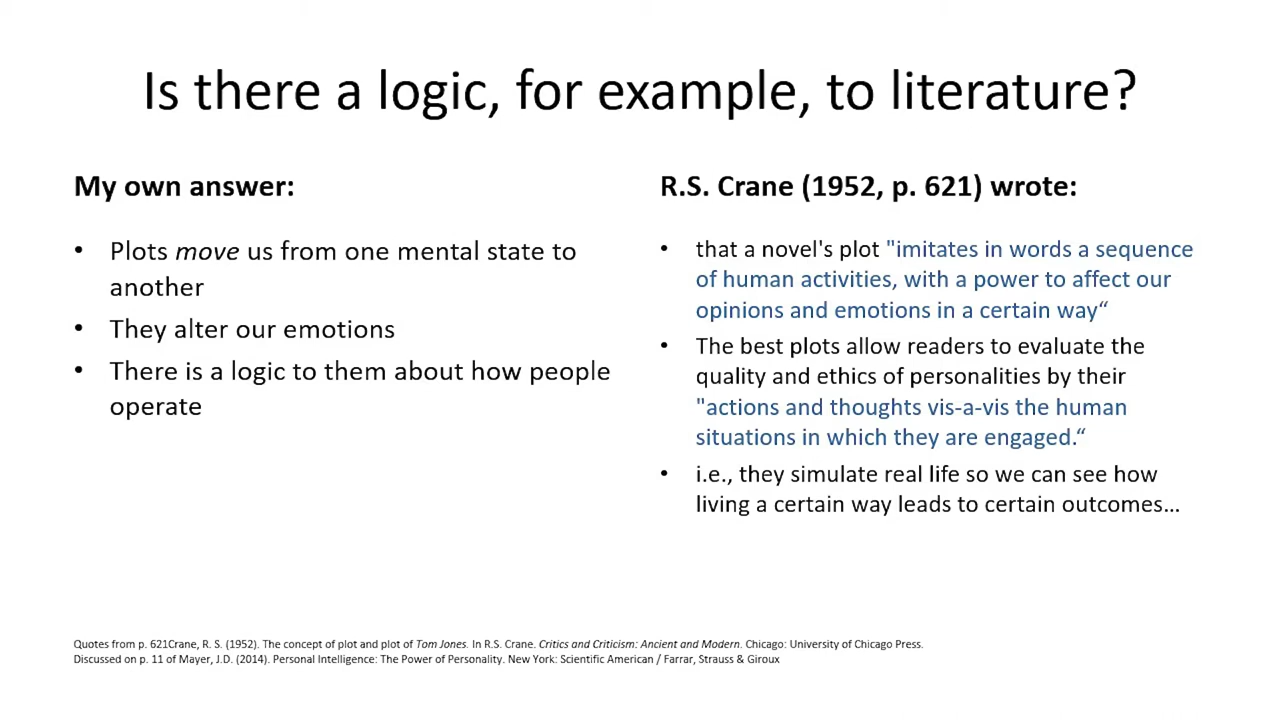 Is there a logic, for example, to literature?
My own answer:
• Plots move us from one mental state to
another
• They alter our emotions
• There is a logic to them about how people
operate
R.S. Crane (1952, p. 621) wrote:
• that a novel's plot "imitates in words a sequence
of human activities, with a power to affect our
opinions and emotions in a certain way“
• The best plots allow readers to evaluate the
quality and ethics of personalities by their
"actions and thoughts vis-a-vis the human
situations in which they are engaged.“
• i.e., they simulate real life so we can see how
living a certain way leads to certain outcomes…
Quotes from p. 621Crane, R. S. (1952). The concept of plot and plot of Tom Jones. In R.S. Crane. Critics and Criticism: Ancient and Modern. Chicago: University of Chicago Press.
Discussed on p. 11 of Mayer, J.D. (2014). Personal Intelligence: The Power of Personality. New York: Scientific American / Farrar, Strauss & Giroux